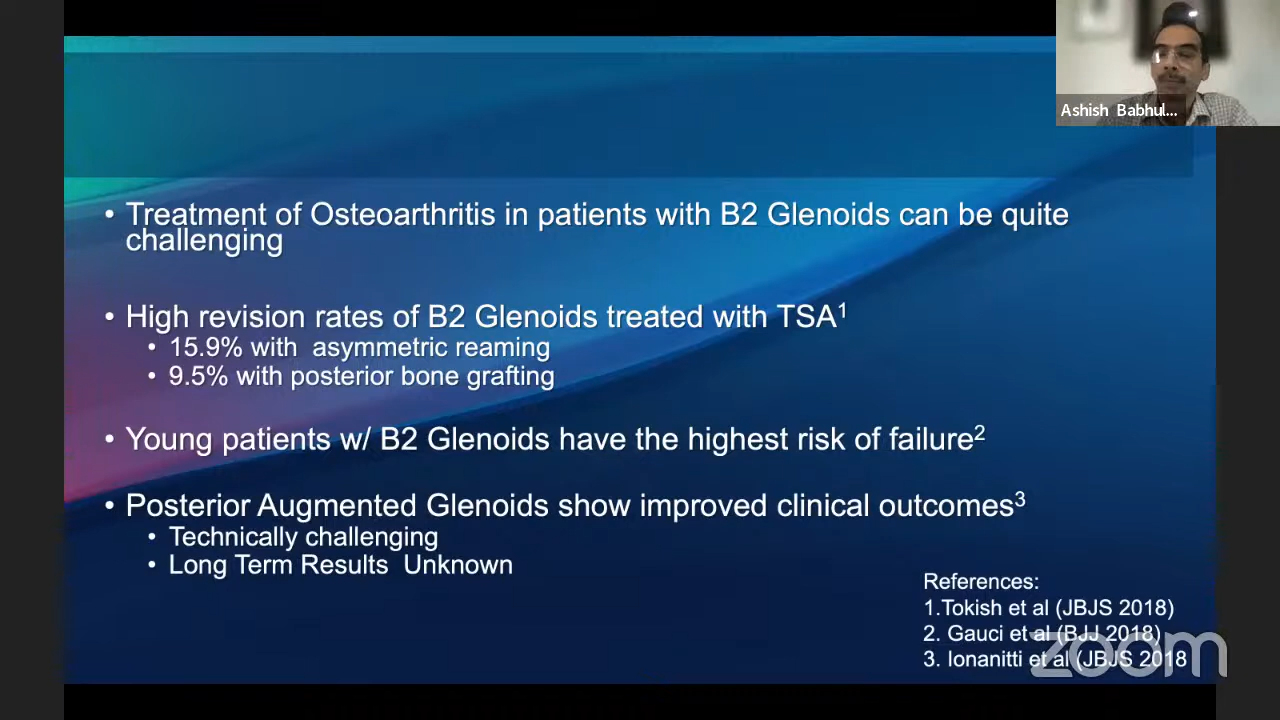 Ashish Babhul...
• Treatment of Osteoarthritis in patients with B2 Glenoids can be quite
challenging
• High revision rates of B2 Glenoids treated with TSA1
• 15.9% with asymmetric reaming
• 9.5% with posterior bone grafting
• Young patients w/ B2 Glenoids have the highest risk of failure2
• Posterior Augmented Glenoids show improved clinical outcomes3
• Technically challenging
• Long Term Results Unknown
References:
1.Tokish et al (JBJS 2018)
2. Gauci et al (BJJ 2018)
3. Ionanitti et al (JBJS 2018
zoom